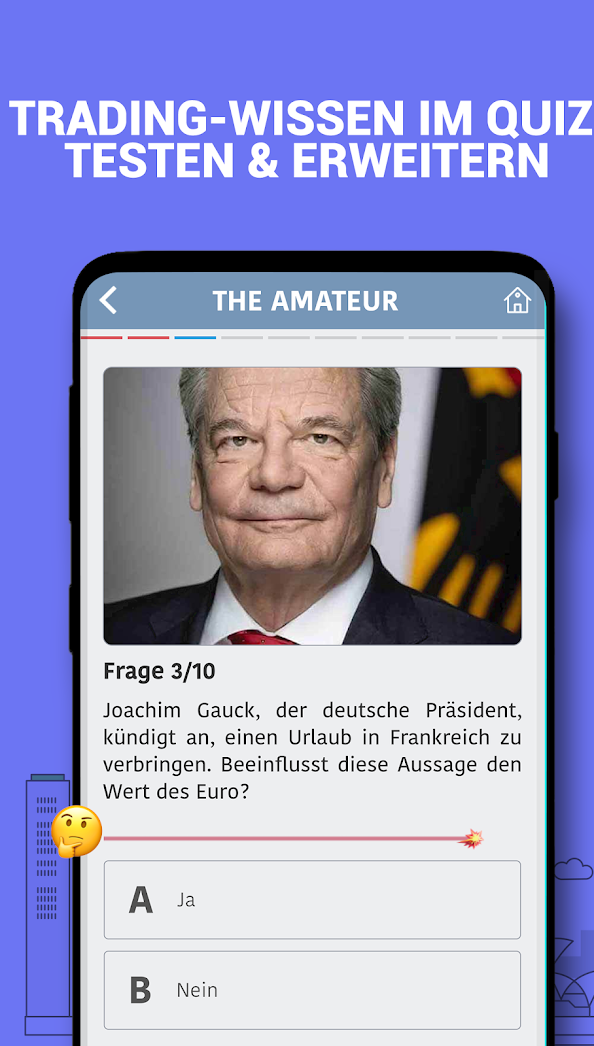 TRADING-WISSEN IM QUIZ
TESTEN & ERWEITERN
THE AMATEUR
Frage 3/10
Joachim Gauck, der deutsche Präsident,
kündigt an, einen Urlaub in Frankreich zu
verbringen. Beeinflusst diese Aussage den
Wert des Euro?
A Ja
B Nein